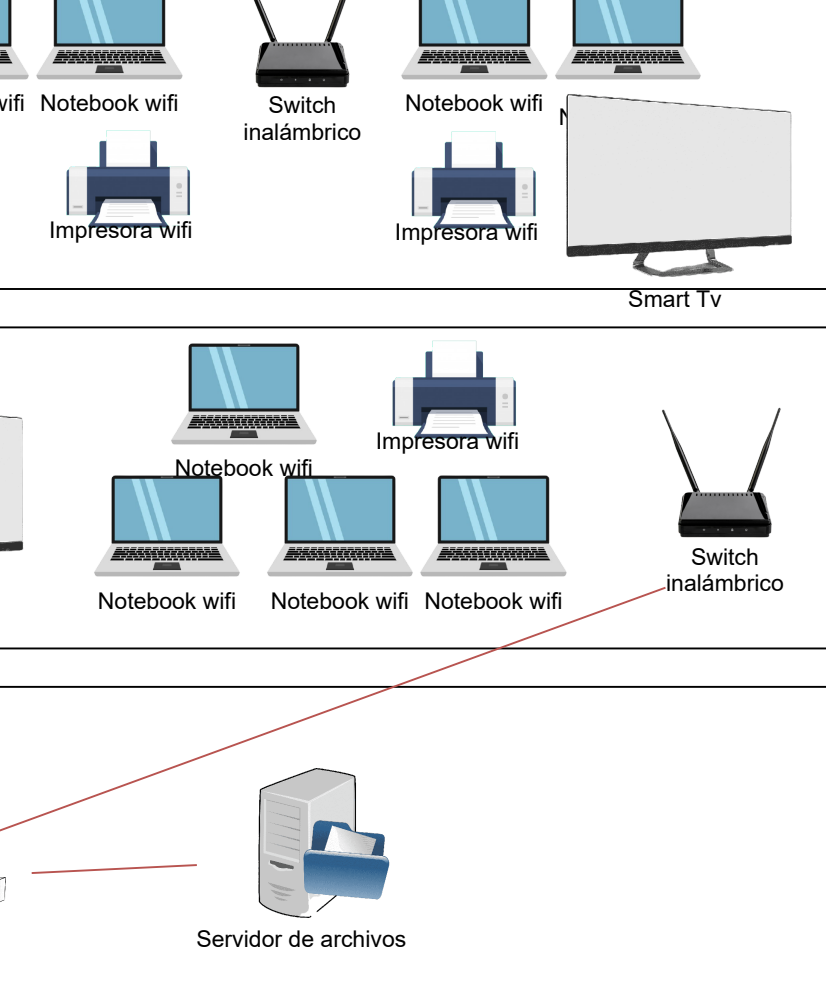 wifi
Notebook wifi
Switch
inalámbrico
Notebook wifi
Impresora wifi
Impresora wifi
Smart Tv
Impresora wifi
Notebook wifi
Notebook wifi
Notebook wifi
Notebook wifi
Switch
inalámbrico
Servidor de archivos